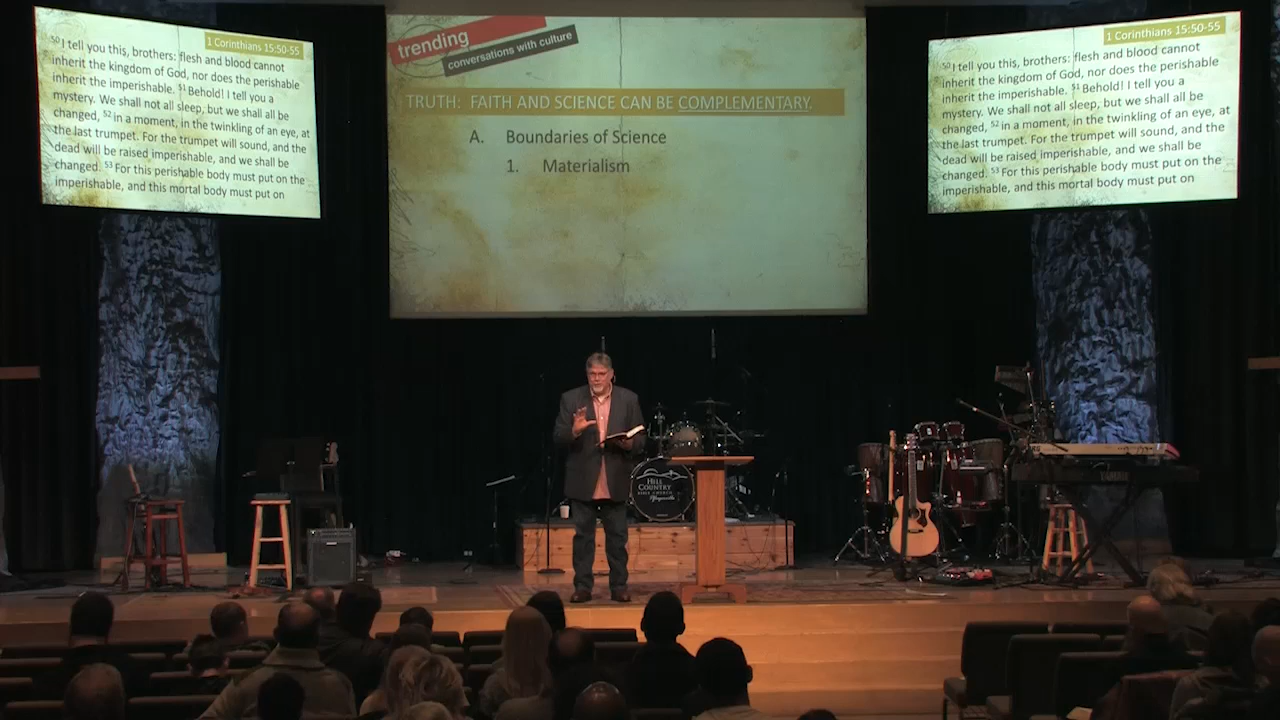 1 Corinthians 15:50-55
50 I tell you this, brothers: flesh and blood cannot
inherit the kingdom of God, nor does the perishable
inherit the imperishable. 51 Behold! I tell you a
mystery. We shall not all sleep, but we shall all be
changed, 52 in a moment, in the twinkling of an eye, at
the last trumpet. For the trumpet will sound, and the
dead will be raised imperishable, and we shall be
changed. 53 For this perishable body must put on the
imperishable, and this mortal body must put on
trending
conversations with culture
TRUTH: FAITH AND SCIENCE CAN BE COMPLEMENTARY.
A. Boundaries of Science
1. Materialism
1 Corinthians 15:50-55
50 I tell you this, brothers: flesh and blood cannot
inherit the kingdom of God, nor does the perishable
inherit the imperishable. 51 Behold! I tell you a
mystery. We shall not all sleep, but we shall all be
changed, 52 in a moment, in the twinkling of an eye, at
the last trumpet. For the trumpet will sound, and the
dead will be raised imperishable, and we shall be
changed. 53 For this perishable body must put on the
imperishable, and this mortal body must put on
HILL
COUNTRY
BIBLE CHURCH
Pflugerville
YAMAHA